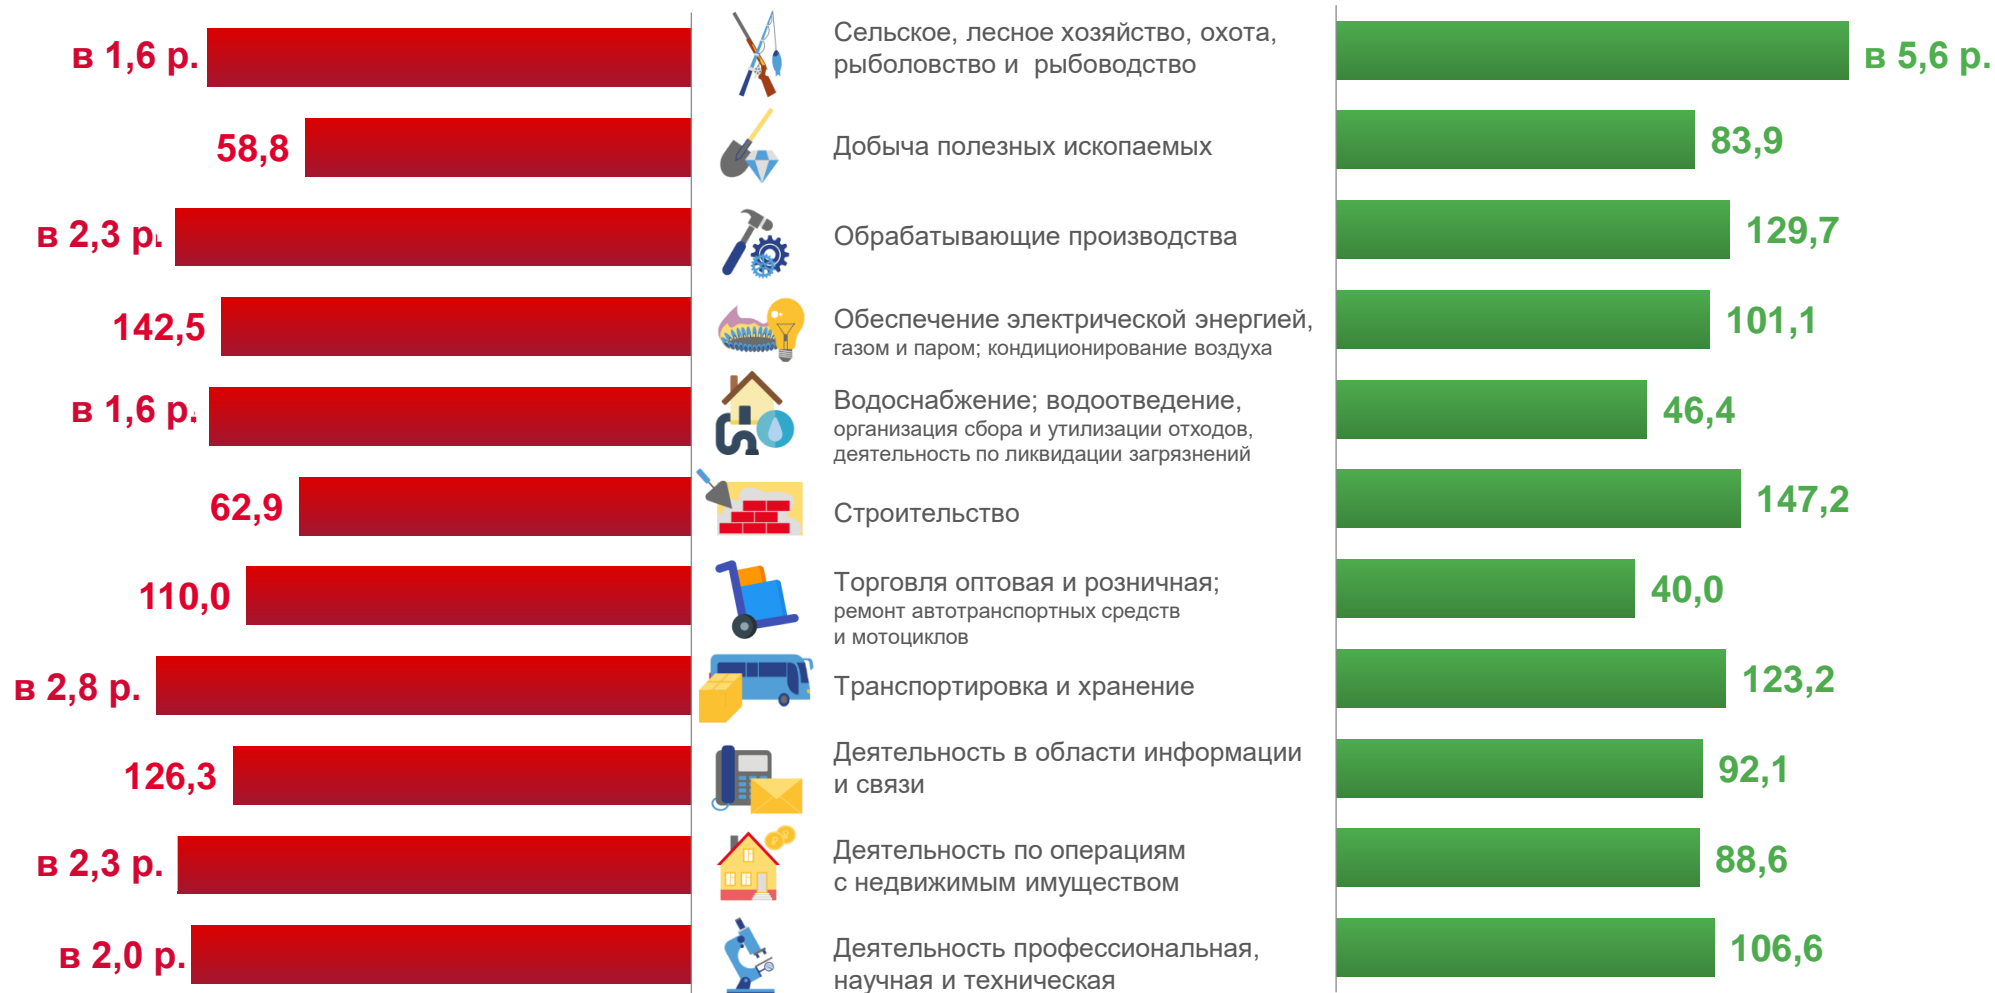 в 1,6 р.
Сельское, лесное хозяйство, охота,
рыболовство и рыбоводство
в 5,6 р.
58,8
Добыча полезных ископаемых
83,9
в 2,3 р.
Обрабатывающие производства
129,7
142,5
Обеспечение электрической энергией,
газом и паром; кондиционирование воздуха
101,1
в 1,6 р.
Водоснабжение; водоотведение,
организация сбора и утилизации отходов,
деятельность по ликвидации загрязнений
46,4
62,9
Строительство
147,2
110,0
Торговля оптовая и розничная;
ремонт автотранспортных средств
и мотоциклов
40,0
в 2,8 р.
Транспортировка и хранение
123,2
126,3
Деятельность в области информации
и связи
92,1
в 2,3 р.
Деятельность по операциям
с недвижимым имуществом
88,6
в 2,0 р.
Деятельность профессиональная,
научная и техническая
106,6